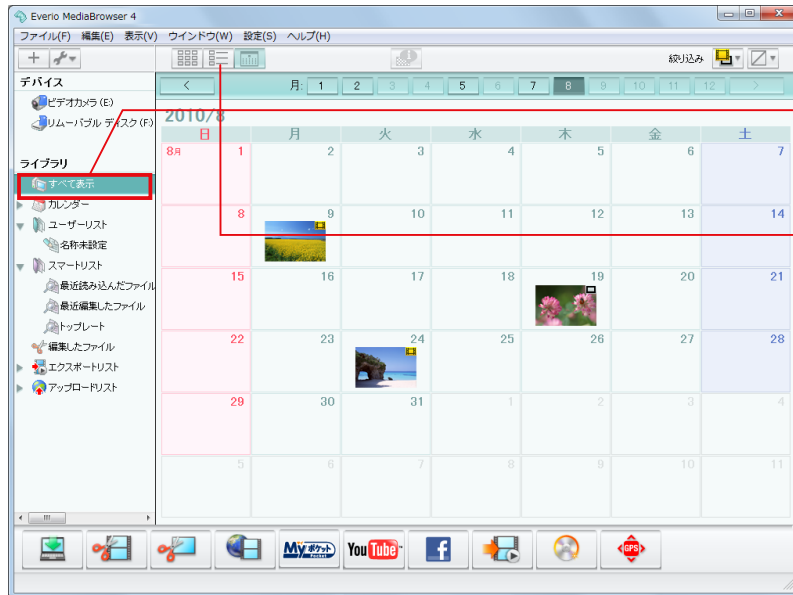 Everio MediaBrowser 4
ファイル(F) 編集(E) 表示(V) ウインドウ(W) 設定(S) ヘルプ(H)
絞り込み
デバイス
ビデオカメラ (E)
リムーバブル ディスク (F:)
ライブラリ
すべて表示
カレンダー
ユーザーリスト
名称未設定
スマートリスト
最近読み込んだファイル
最近編集したファイル
トップレート
編集したファイル
エクスポートリスト
アップロードリスト
< 月: 1 2 3 4 5 6 7 8 9 10 11 12 >
2010/8
日 月 火 水 木 金 土
8月 1 2 3 4 5 6 7
8 9 10 11 12 13 14
15 16 17 18 19 20 21
22 23 24 25 26 27 28
29 30 31 1 2 3 4
5 6 7 8 9 10 11
Myポケット Pocket
YouTube
f
GPS